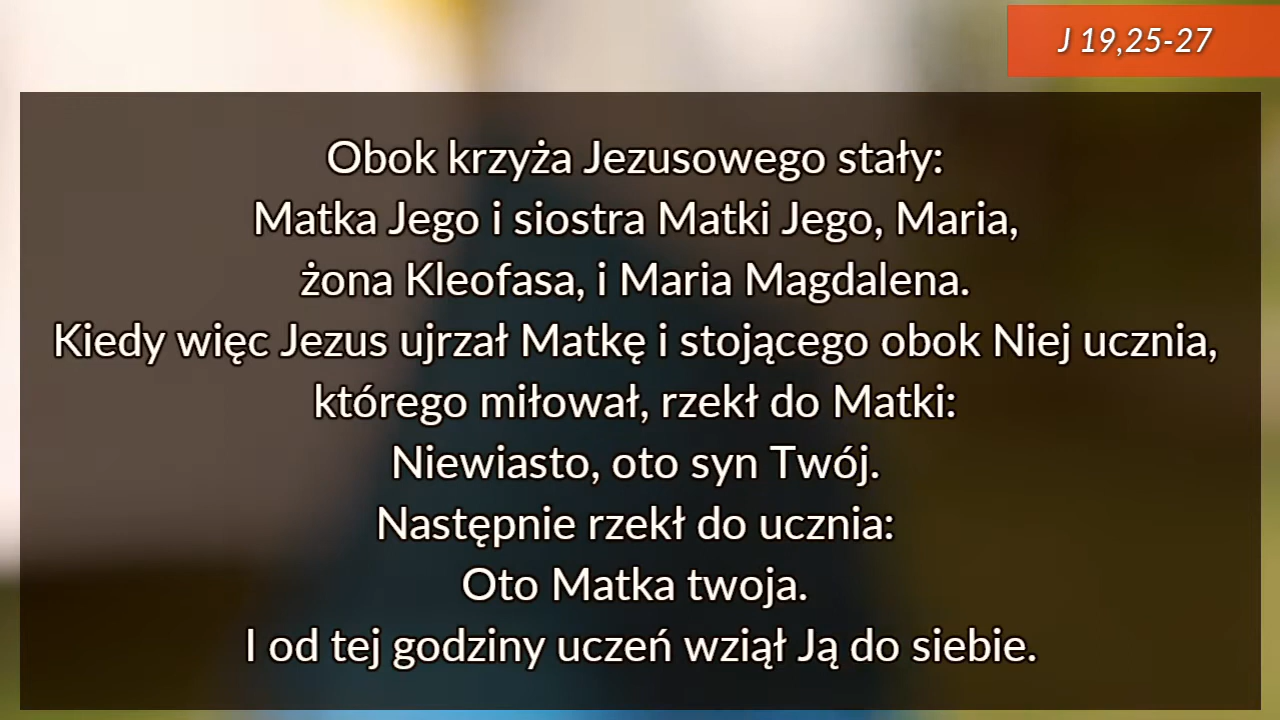 J 19,25-27
Obok krzyża Jezusowego stały:
Matka Jego i siostra Matki Jego, Maria,
żona Kleofasa, i Maria Magdalena.
Kiedy więc Jezus ujrzał Matkę i stojącego obok Niej ucznia,
którego miłował, rzekł do Matki:
Niewiasto, oto syn Twój.
Następnie rzekł do ucznia:
Oto Matka twoja.
I od tej godziny uczeń wziął Ją do siebie.